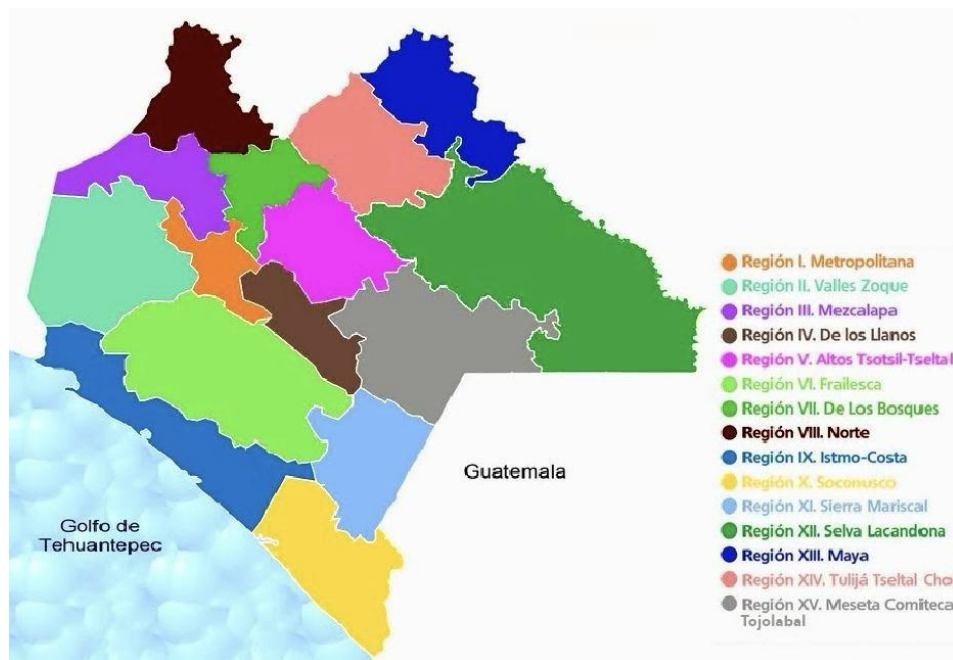 Región I. Metropolitana
Región II. Valles Zoque
Región III. Mezcalapa
Región IV. De los Llanos
Región V. Altos Tsotsil-Tseltal
Región VI. Frailesca
Región VII. De Los Bosques
Región VIII. Norte
Región IX. Istmo-Costa
Guatemala
Región X. Soconusco
Región XI. Sierra Mariscal
Golfo de
Tehuantepec
Región XII. Selva Lacandona
Región XIII. Maya
Región XIV. Tulijá Tseltal Cho
Región XV. Meseta Comiteca
Tojolabal